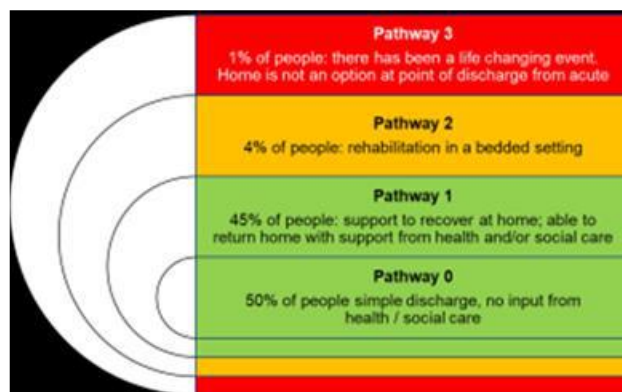 Pathway 3
1% of people: there has been a life changing event.
Home is not an option at point of discharge from acute
Pathway 2
4% of people: rehabilitation in a bedded setting
Pathway 1
45% of people: support to recover at home; able to
return home with support from health and/or social care
Pathway 0
50% of people simple discharge, no input from
health / social care